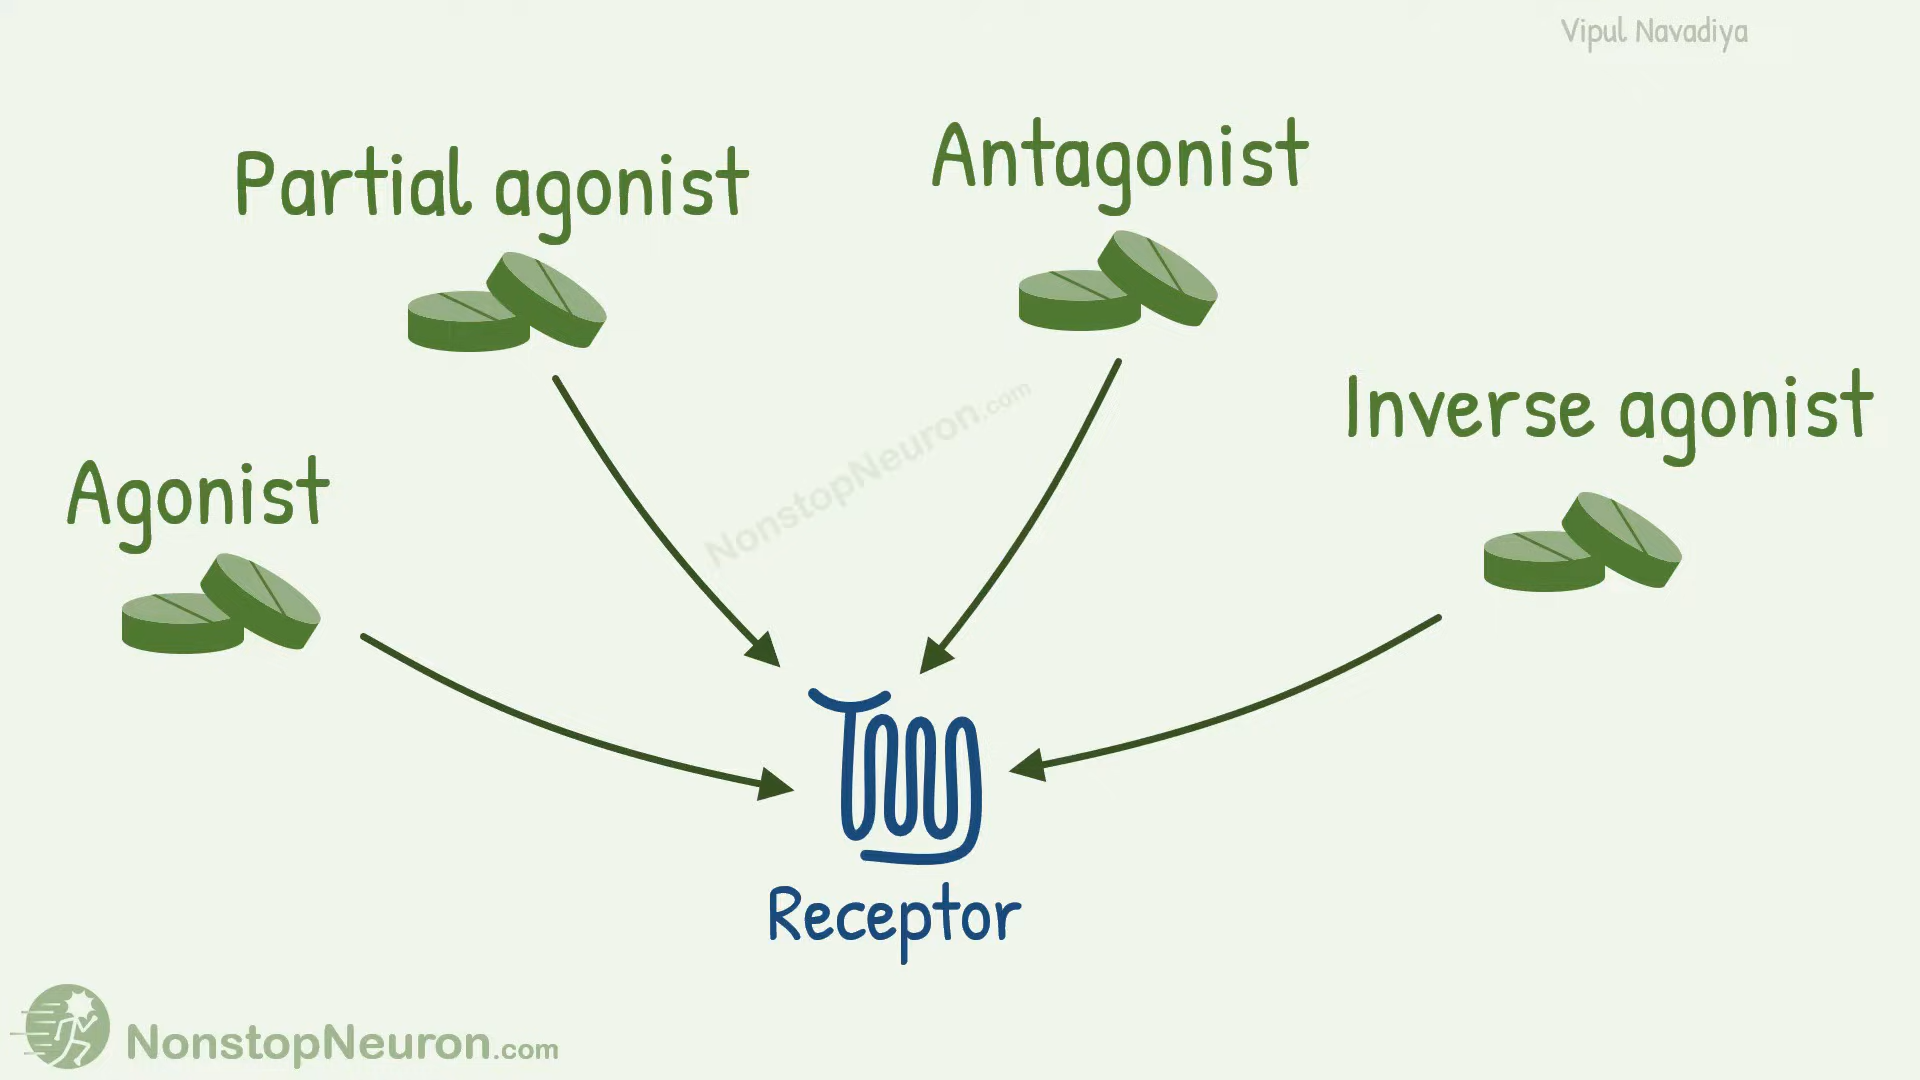 Vipul Navadiya
Partial agonist
Antagonist
Inverse agonist
Agonist
NonstopNeuron.com
Receptor
NonstopNeuron.com